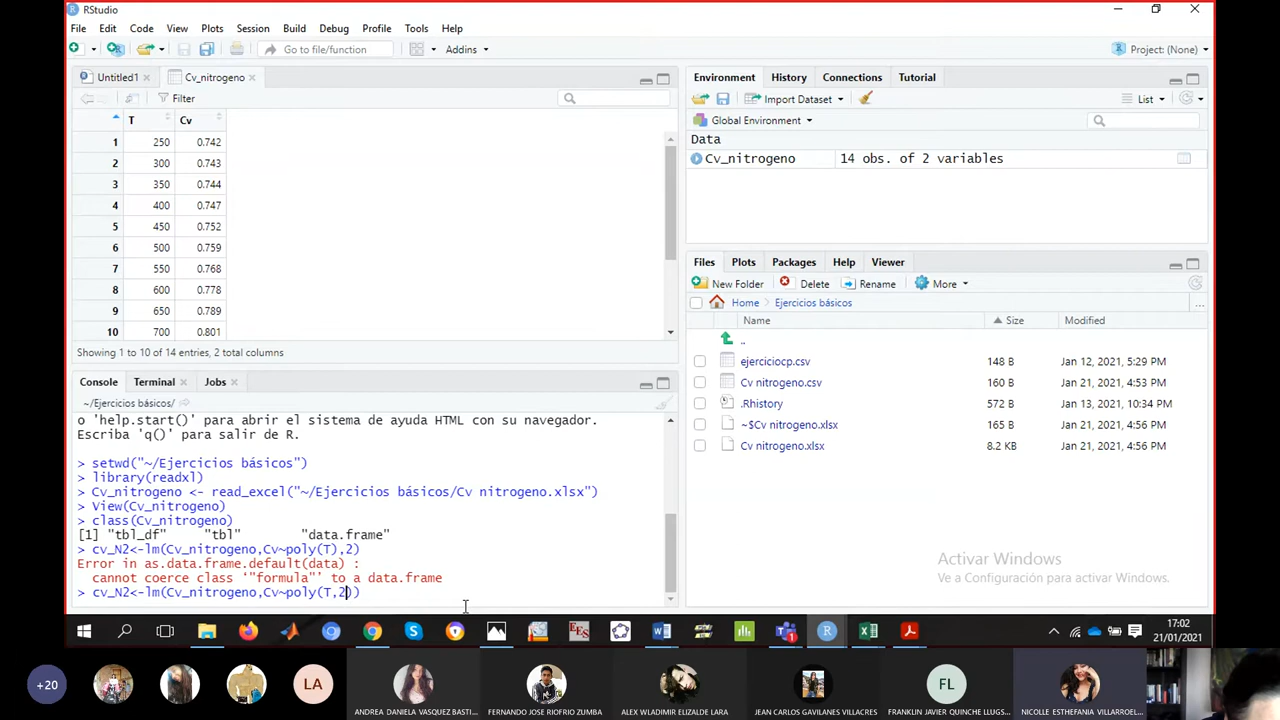 RStudio
File Edit Code View Plots Session Build Debug Profile Tools Help
Go to file/function Addins Project: (None)
Untitled1 Cv_nitrogeno
Filter
T Cv
1 250 0.742
2 300 0.743
3 350 0.744
4 400 0.747
5 450 0.752
6 500 0.759
7 550 0.768
8 600 0.778
9 650 0.789
10 700 0.801
Showing 1 to 10 of 14 entries, 2 total columns
Console Terminal Jobs
~/Ejercicios básicos/
o 'help.start()' para abrir el sistema de ayuda HTML con su navegador.
Escriba 'q()' para salir de R.
> setwd("~/Ejercicios básicos")
> library(readxl)
> Cv_nitrogeno <- read_excel("~/Ejercicios básicos/Cv nitrogeno.xlsx")
> View(Cv_nitrogeno)
> class(Cv_nitrogeno)
[1] "tbl_df" "tbl" "data.frame"
> cv_N2<-lm(Cv_nitrogeno,Cv~poly(T),2)
Error in as.data.frame.default(data) :
cannot coerce class ‘"formula"’ to a data.frame
> cv_N2<-lm(Cv_nitrogeno,Cv~poly(T,2))
Environment History Connections Tutorial
Import Dataset List
Global Environment
Data
Cv_nitrogeno 14 obs. of 2 variables
Files Plots Packages Help Viewer
New Folder Delete Rename More
Home Ejercicios básicos
Name Size Modified
..
ejerciciocp.csv 148 B Jan 12, 2021, 5:29 PM
Cv nitrogeno.csv 160 B Jan 21, 2021, 4:53 PM
.Rhistory 572 B Jan 13, 2021, 10:34 PM
~$Cv nitrogeno.xlsx 165 B Jan 21, 2021, 4:56 PM
Cv nitrogeno.xlsx 8.2 KB Jan 21, 2021, 4:56 PM
Activar Windows
Ve a Configuración para activar Windows.
17:02
21/01/2021
+20
LA
FL
ANDREA DANIELA VASQUEZ BASTI...
FERNANDO JOSE RIOFRIO ZUMBA
ALEX WLADIMIR ELIZALDE LARA
JEAN CARLOS GAVILANES VILLACRES
FRANKLIN JAVIER QUINCHE LLUGS...
NICOLLE ESTHEFANIA VILLARROEL...